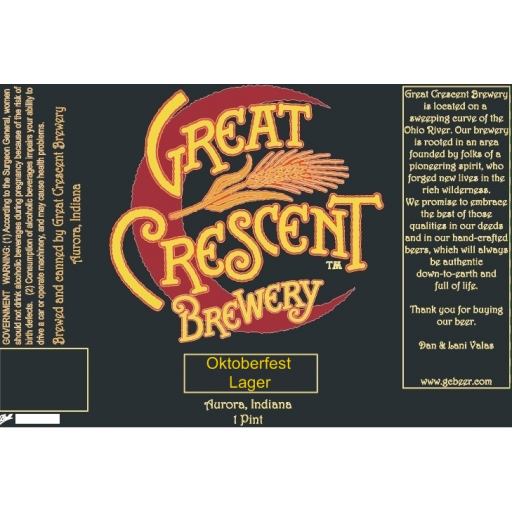 GOVERNMENT WARNING: (1) According to the Surgeon General, women
should not drink alcoholic beverages during pregnancy because of the risk of
birth defects. (2) Consumption of alcoholic beverages impairs your ability to
drive a car or operate machinery, and may cause health problems.
Brewed and canned by Great Crescent Brewery
Aurora, Indiana
GREAT
CRESCENT
TM
BREWERY
Oktoberfest
Lager
Aurora, Indiana
1 Pint
Great Crescent Brewery
is located on a
sweeping curve of the
Ohio River. Our brewery
is rooted in an area
founded by folks of a
pioneering spirit, who
forged new lives in the
rich wilderness.
We promise to embrace
the best of those
qualities in our deeds
and in our hand-crafted
beers, which will always
be authentic
down-to-earth and
full of life.
Thank you for buying
our beer.
Dan & Lani Valas
www.gcbeer.com